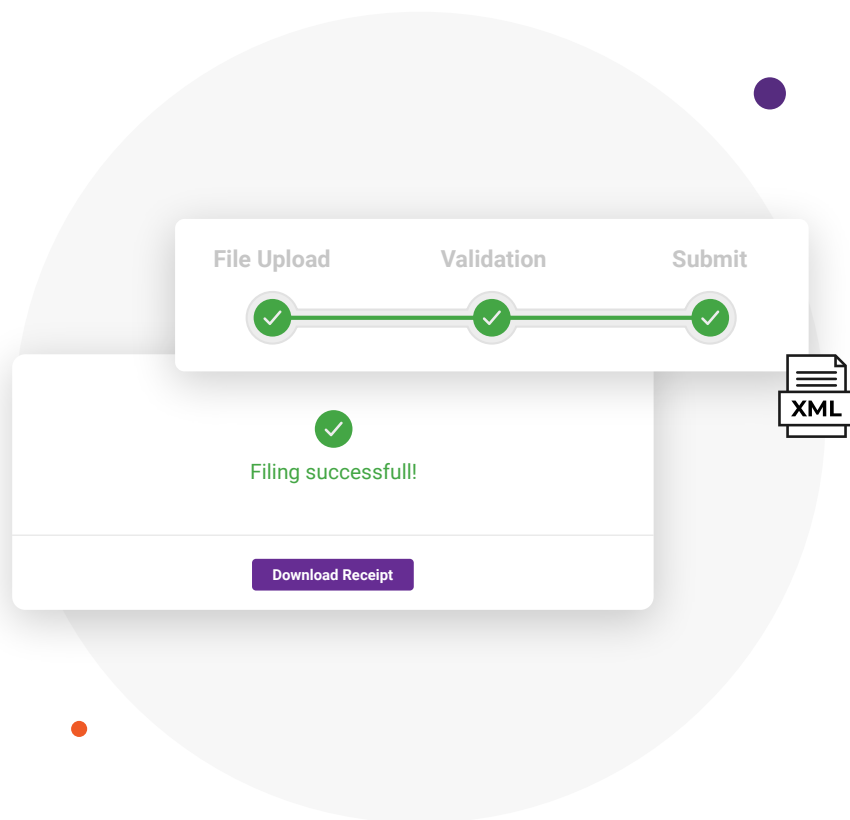 File Upload Validation Submit
XML
Filing successfull!
Download Receipt